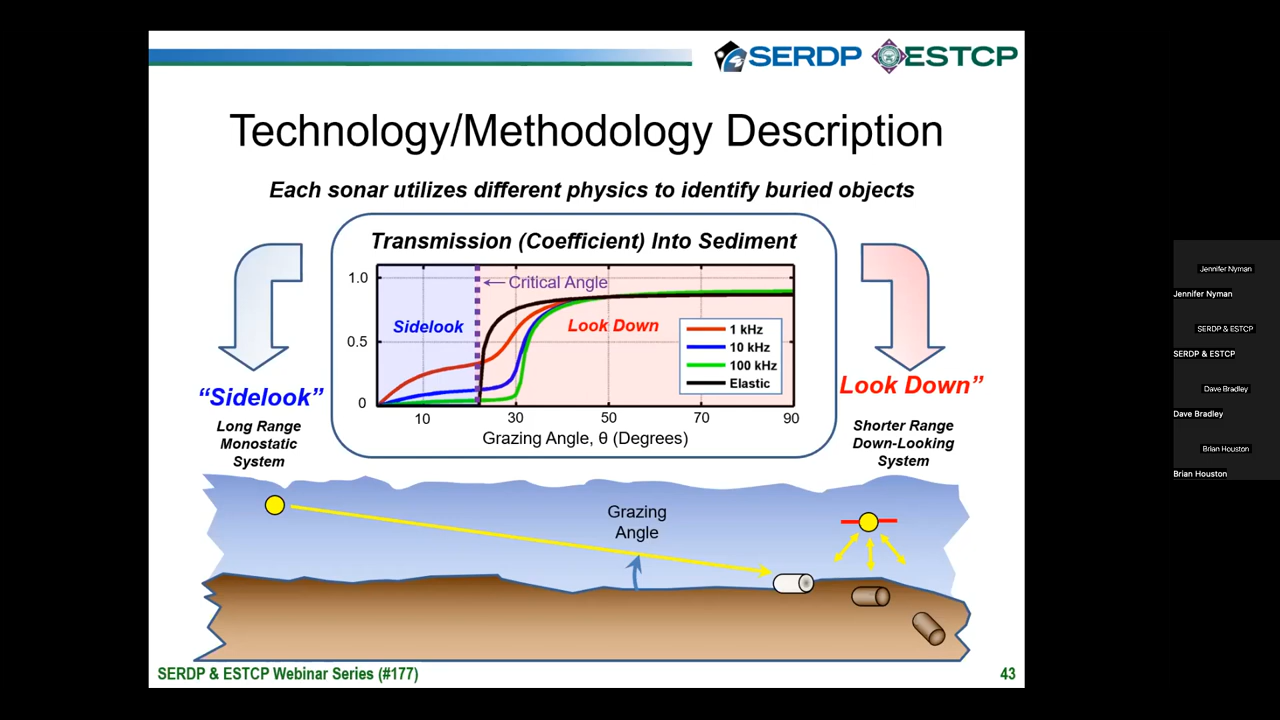 SERDP ESTCP
Technology/Methodology Description
Each sonar utilizes different physics to identify buried objects
Transmission (Coefficient) Into Sediment
1.0
0.5
0
Critical Angle
Sidelook
Look Down
1 kHz
10 kHz
100 kHz
Elastic
10 30 50 70 90
Grazing Angle, θ (Degrees)
“Sidelook”
Long Range
Monostatic
System
Look Down”
Shorter Range
Down-Looking
System
Grazing
Angle
SERDP & ESTCP Webinar Series (#177)
43
Jennifer Nyman
Jennifer Nyman
SERDP & ESTCP
SERDP & ESTCP
Dave Bradley
Dave Bradley
Brian Houston
Brian Houston